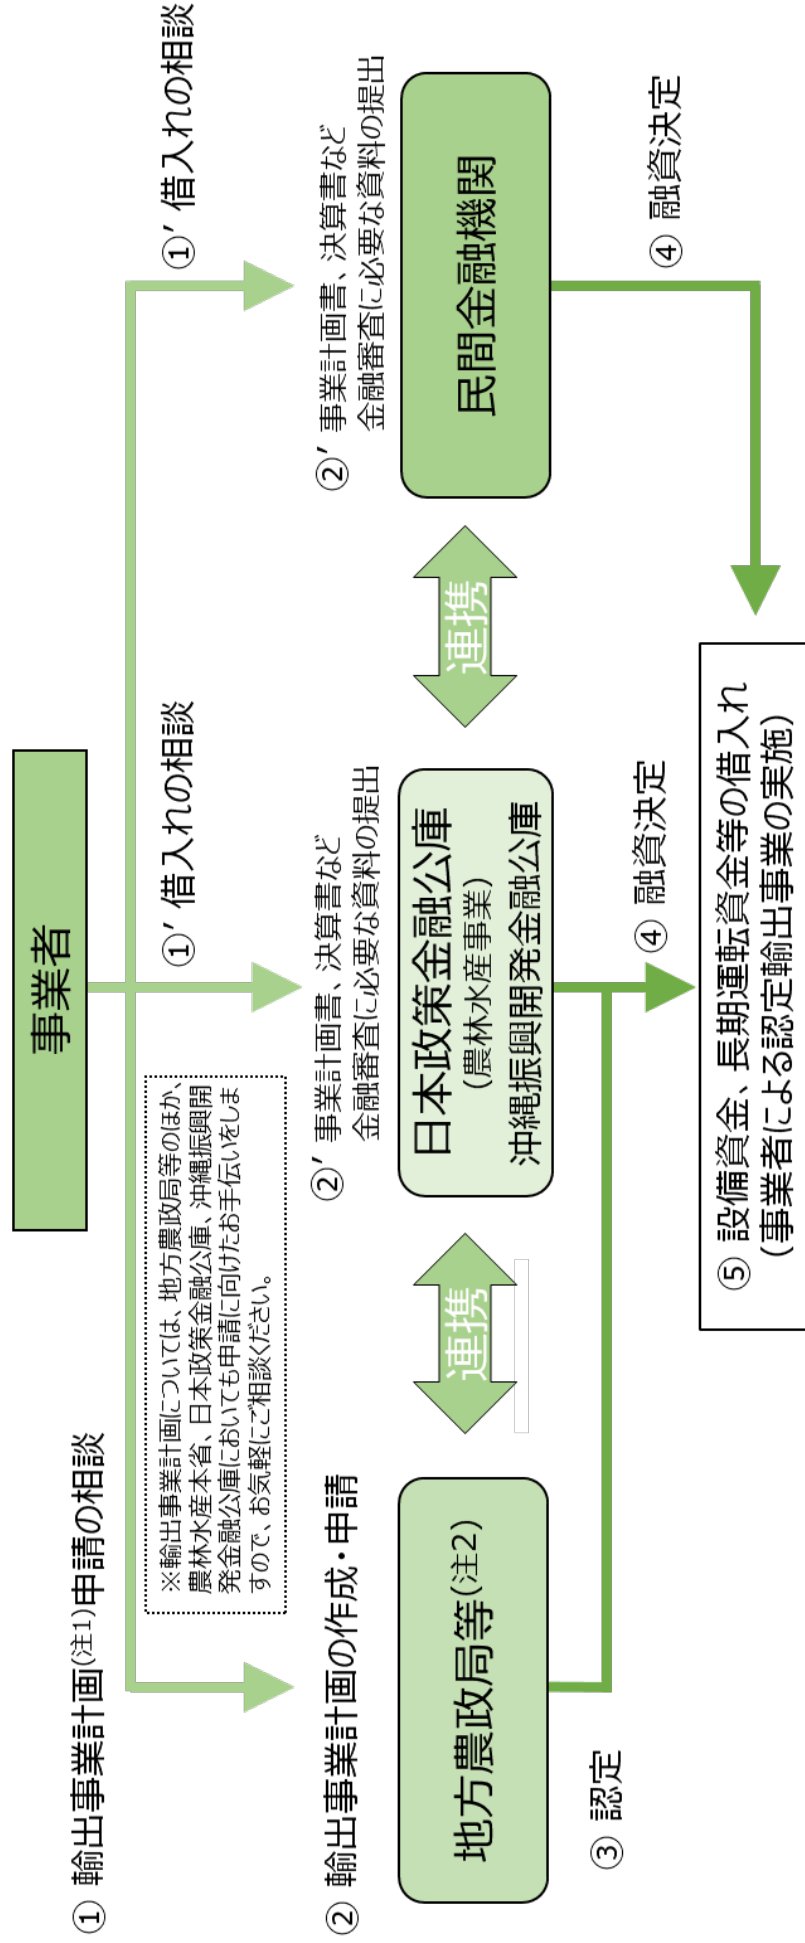 事業者
① 輸出事業計画(注1)申請の相談
①’ 借入れの相談
①’ 借入れの相談
※輸出事業計画については、地方農政局等のほか、
農林水産本省、日本政策金融公庫、沖縄振興開
発金融公庫においても申請に向けたお手伝いをしま
すので、お気軽にご相談ください。
② 輸出事業計画の作成・申請
②’ 事業計画書、決算書など
金融審査に必要な資料の提出
②’ 事業計画書、決算書など
金融審査に必要な資料の提出
地方農政局等(注2)
連携
日本政策金融公庫
(農林水産事業)
沖縄振興開発金融公庫
連携
民間金融機関
③ 認定
④ 融資決定
④ 融資決定
⑤ 設備資金、長期運転資金等の借入れ
(事業者による認定輸出事業の実施)